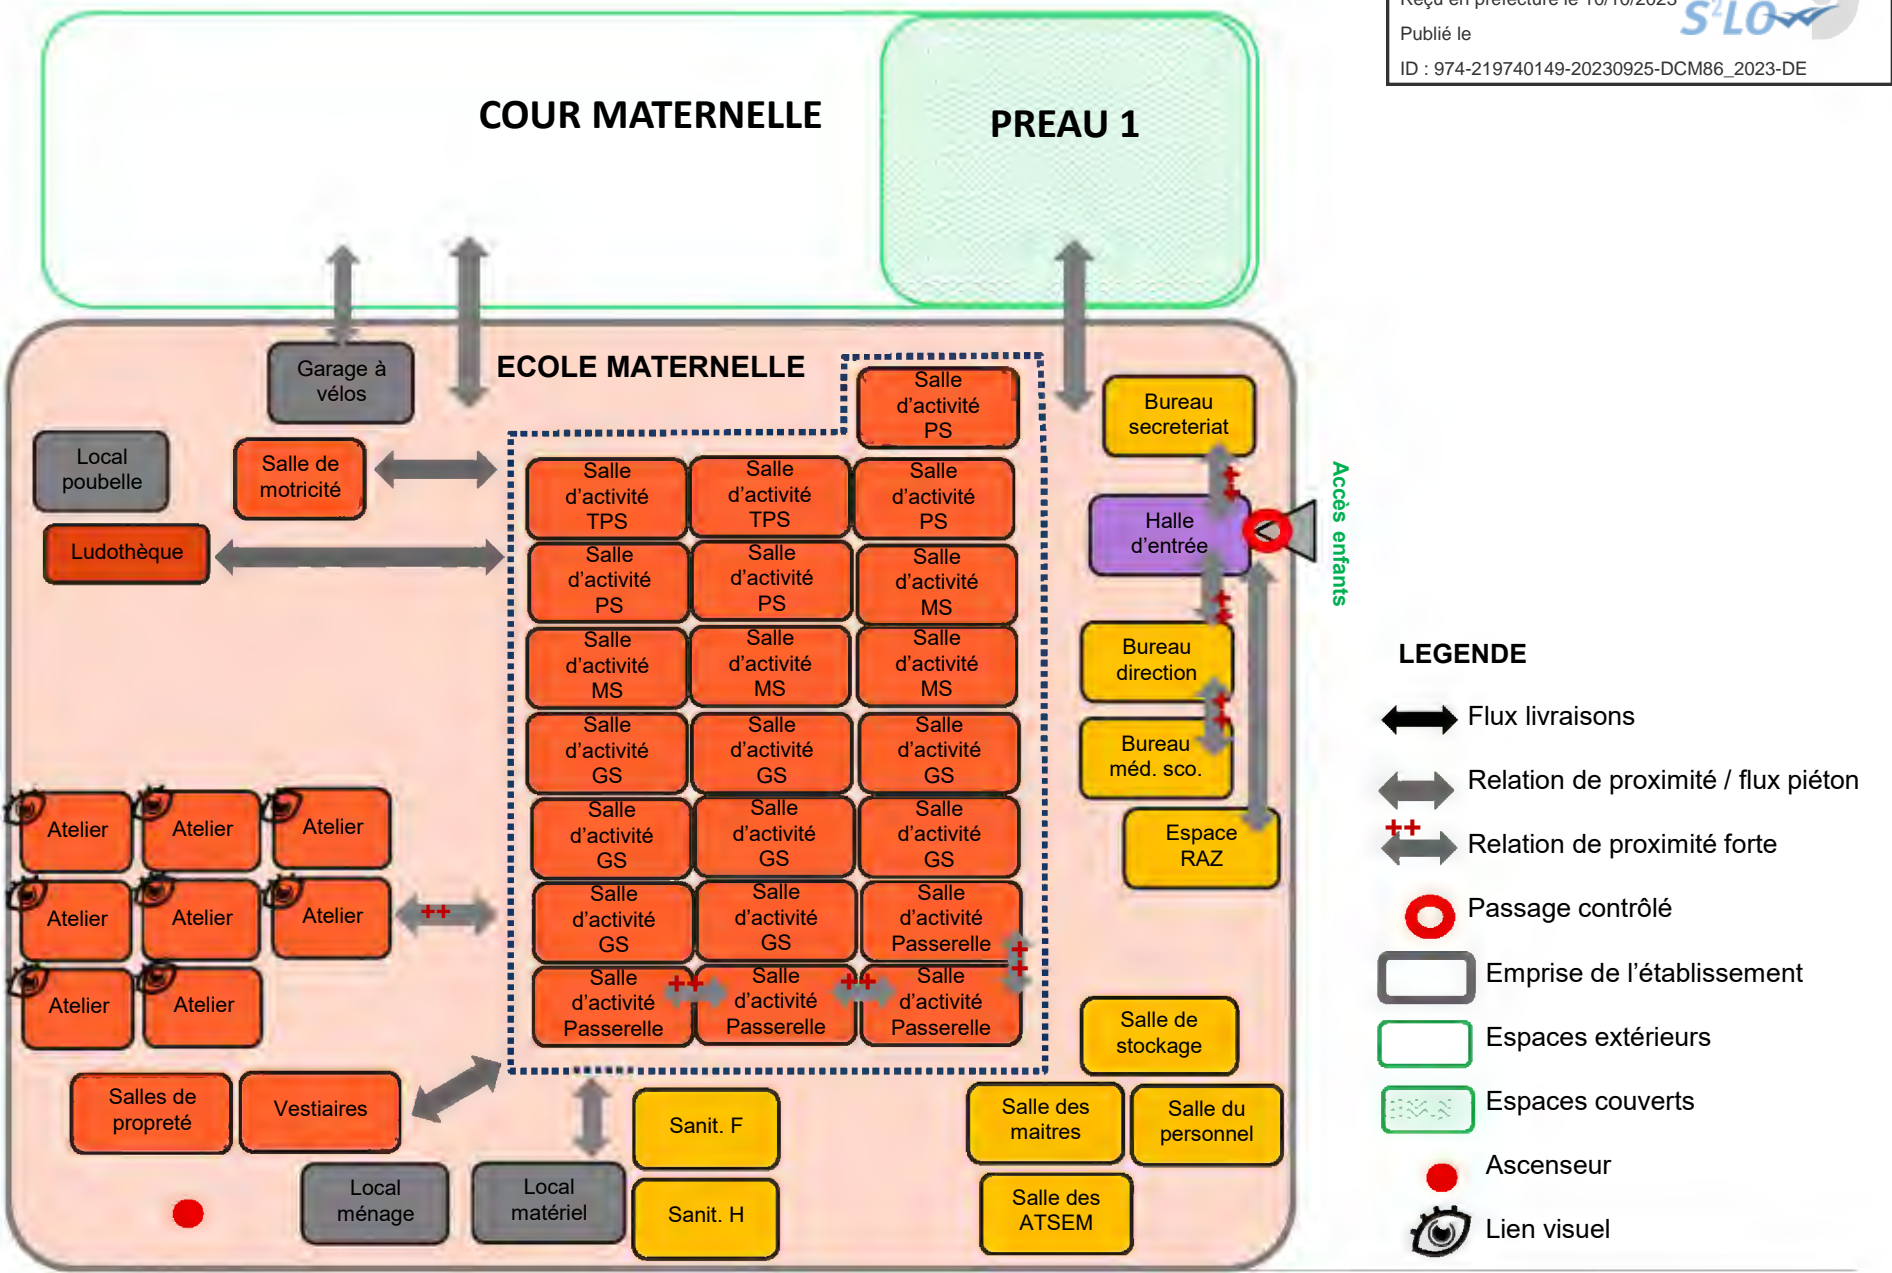 Reçu en préfecture le 10/10/2023
Publié le
S²LO
ID : 974-219740149-20230925-DCM86_2023-DE
COUR MATERNELLE
PREAU 1
ECOLE MATERNELLE
Garage à
vélos
Local
poubelle
Salle de
motricité
Ludothèque
Salle
d'activité
PS
Salle
d'activité
TPS
Salle
d'activité
TPS
Salle
d'activité
PS
Salle
d'activité
PS
Salle
d'activité
PS
Salle
d'activité
MS
Salle
d'activité
MS
Salle
d'activité
MS
Salle
d'activité
MS
Salle
d'activité
GS
Salle
d'activité
GS
Salle
d'activité
GS
Salle
d'activité
GS
Salle
d'activité
GS
Salle
d'activité
GS
Salle
d'activité
GS
Salle
d'activité
GS
Salle
d'activité
Passerelle
Salle
d'activité
Passerelle
Salle
d'activité
Passerelle
Salle
d'activité
Passerelle
Bureau
secreteriat
Halle
d'entrée
Accès enfants
Bureau
direction
Bureau
méd. sco.
Espace
RAZ
Atelier
Atelier
Atelier
Atelier
Atelier
Atelier
Atelier
Atelier
++
++
++
++
++
++
++
Salles de
propreté
Vestiaires
Local
ménage
Local
matériel
Sanit. F
Sanit. H
Salle de
stockage
Salle des
maitres
Salle du
personnel
Salle des
ATSEM
LEGENDE
Flux livraisons
Relation de proximité / flux piéton
++
Relation de proximité forte
Passage contrôlé
Emprise de l'établissement
Espaces extérieurs
Espaces couverts
Ascenseur
Lien visuel